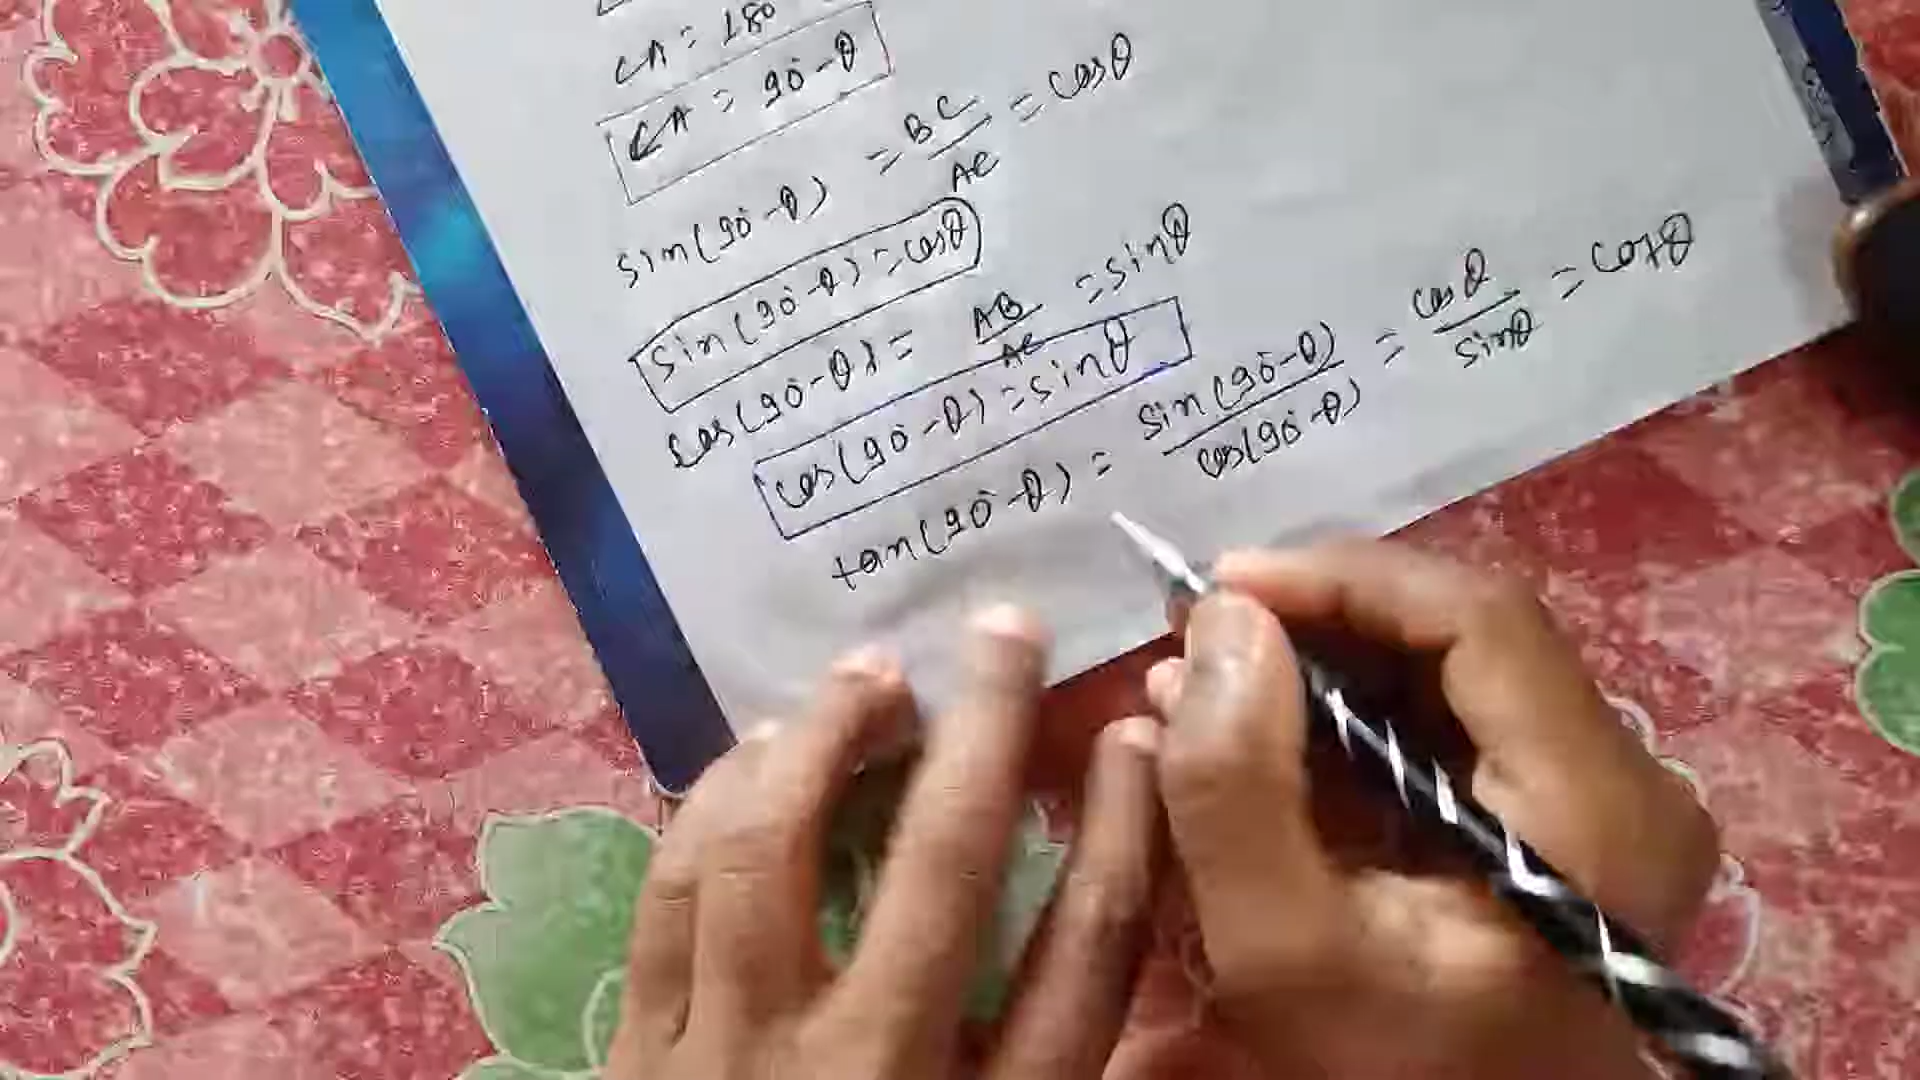 ∠A = 180°
∠A = 90°-θ
sin(90°-θ) = BC/AC = cosθ
sin(90°-θ) = cosθ
cos(90°-θ) = AB/AC = sinθ
cos(90°-θ) = sinθ
tan(90°-θ) = sin(90°-θ)/cos(90°-θ) = cosθ/sinθ = cotθ